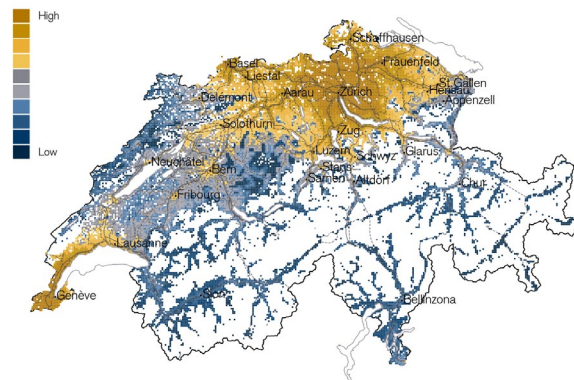 High
Low
Schaffhausen
Basel
Liestal
Frauenfeld
Delémont
Aarau
Zürich
St.Gallen
Herisau
Appenzell
Solothurn
Zug
Neuchâtel
Bern
Luzern
Schwyz
Glarus
Stans
Sarnen
Altdorf
Chur
Fribourg
Lausanne
Genève
Sion
Bellinzona